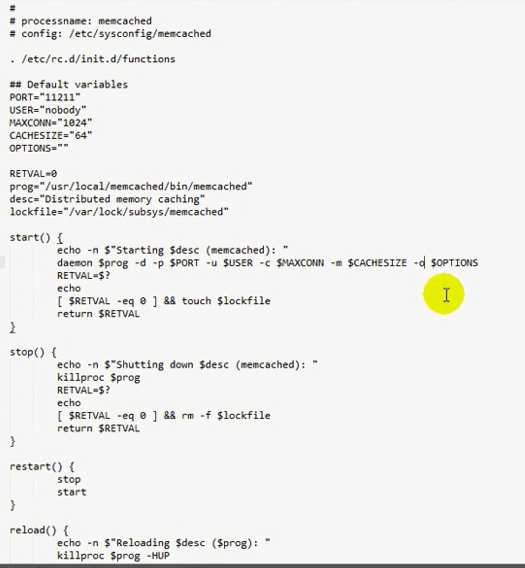 #
# processname: memcached
# config: /etc/sysconfig/memcached
. /etc/rc.d/init.d/functions
## Default variables
PORT="11211"
USER="nobody"
MAXCONN="1024"
CACHESIZE="64"
OPTIONS=""
RETVAL=0
prog="/usr/local/memcached/bin/memcached"
desc="Distributed memory caching"
lockfile="/var/lock/subsys/memcached"
start() {
echo -n $"Starting $desc (memcached): "
daemon $prog -d -p $PORT -u $USER -c $MAXCONN -m $CACHESIZE -o $OPTIONS
RETVAL=$?
echo
[ $RETVAL -eq 0 ] && touch $lockfile
return $RETVAL
}
stop() {
echo -n $"Shutting down $desc (memcached): "
killproc $prog
RETVAL=$?
echo
[ $RETVAL -eq 0 ] && rm -f $lockfile
return $RETVAL
}
restart() {
stop
start
}
reload() {
echo -n $"Reloading $desc ($prog): "
killproc $prog -HUP